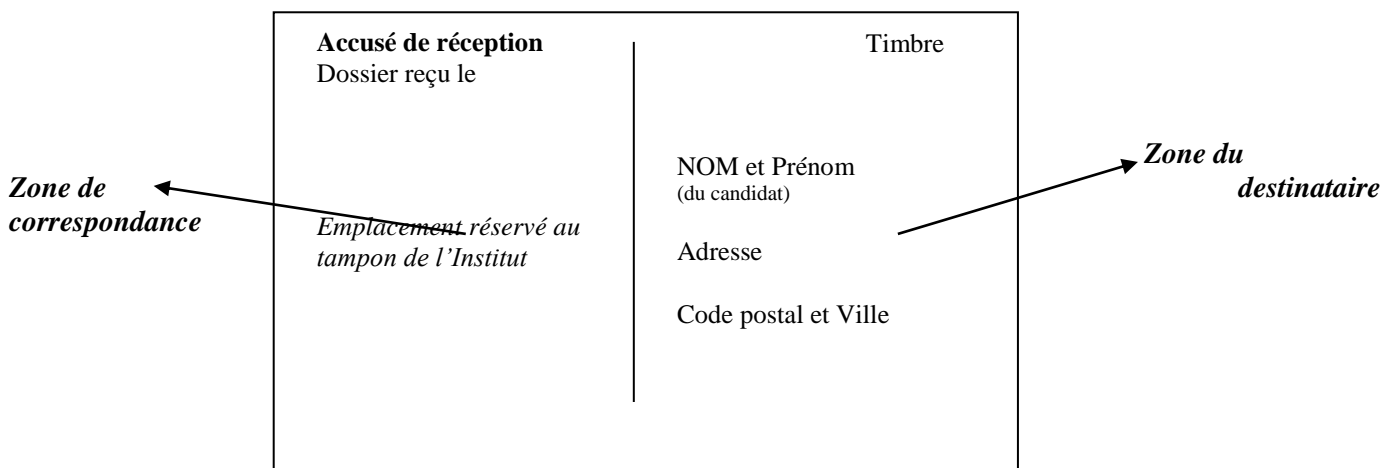 Accusé de réception
Dossier reçu le
Timbre
Zone de
correspondance
Emplacement réservé au
tampon de l’Institut
NOM et Prénom
(du candidat)
Adresse
Code postal et Ville
Zone du
destinataire